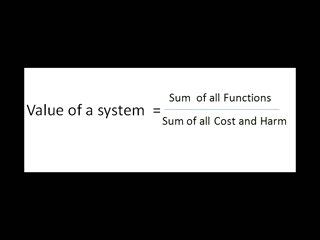 Sum of all Functions
Value of a system =
Sum of all Cost and Harm